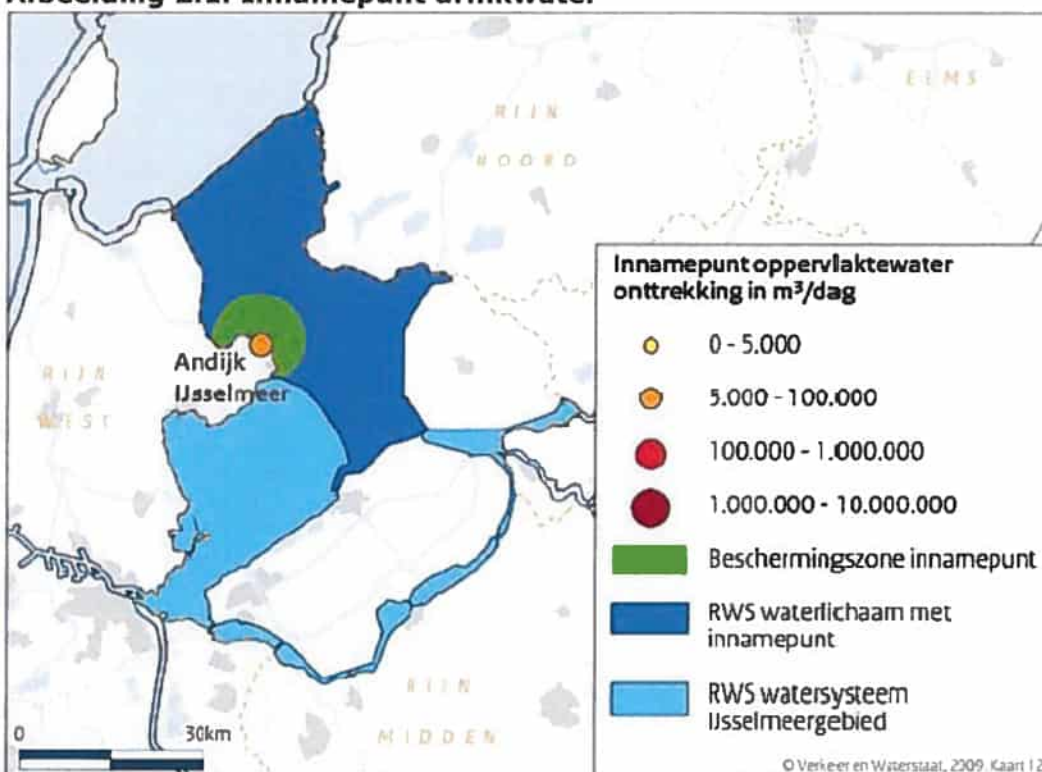 RIJN
NOORD
EEMS
Andijk
IJsselmeer
RIJN
WEST
RIJN
MIDDEN
0 30km
Innamepunt oppervlaktewater
onttrekking in m³/dag
0 - 5.000
5.000 - 100.000
100.000 - 1.000.000
1.000.000 - 10.000.000
Beschermingszone innamepunt
RWS waterlichaam met
innamepunt
RWS watersysteem
IJsselmeergebied
© Verkeer en Waterstaat, 2009. Kaart 12